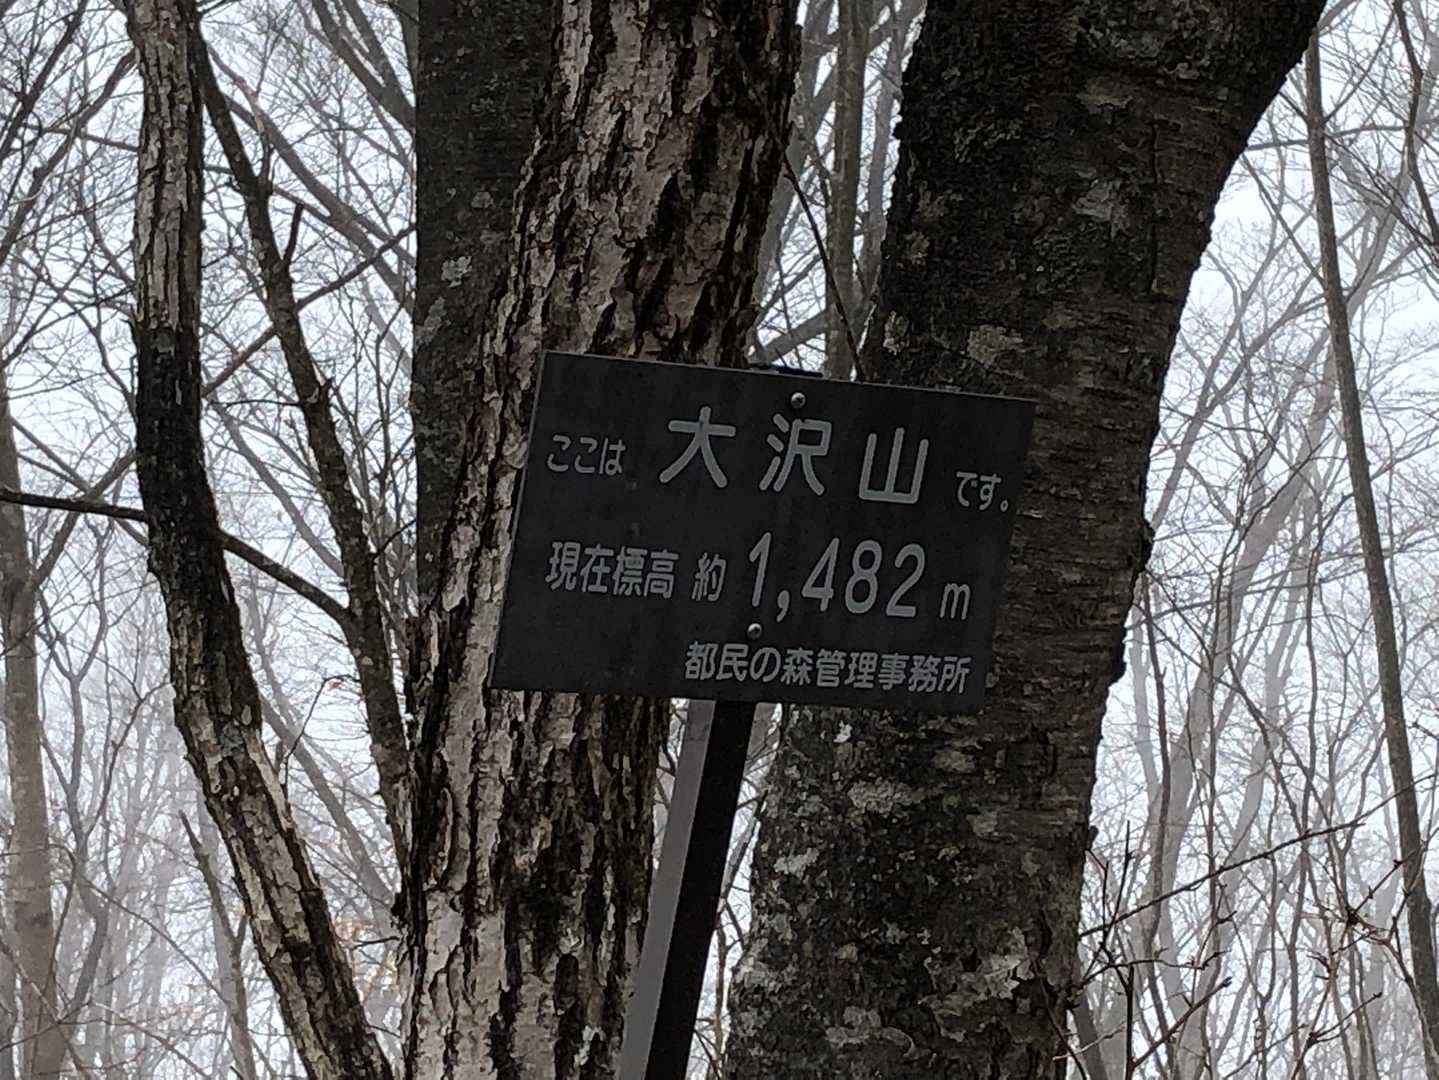 ここは 大沢山 です。
現在標高 約 1,482 m
都民の森管理事務所